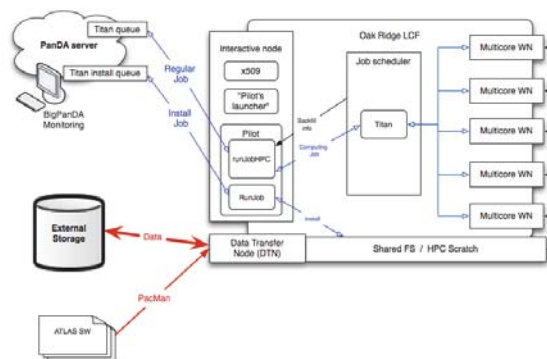 Titan queue
PanDA server
Titan install queue
BigPanDA
Monitoring
Regular
Job
Install
Job
External
Storage
Data
PacMan
ATLAS SW
Interactive node
x509
"Pilot's
launcher"
Pilot
runJobHPC
RunJob
Data Transfer
Node (DTN)
Oak Ridge LCF
Job scheduler
Backfill
info
Titan
Computing
Job
Install
Shared FS / HPC Scratch
Multicore WN
Multicore WN
Multicore WN
Multicore WN
Multicore WN